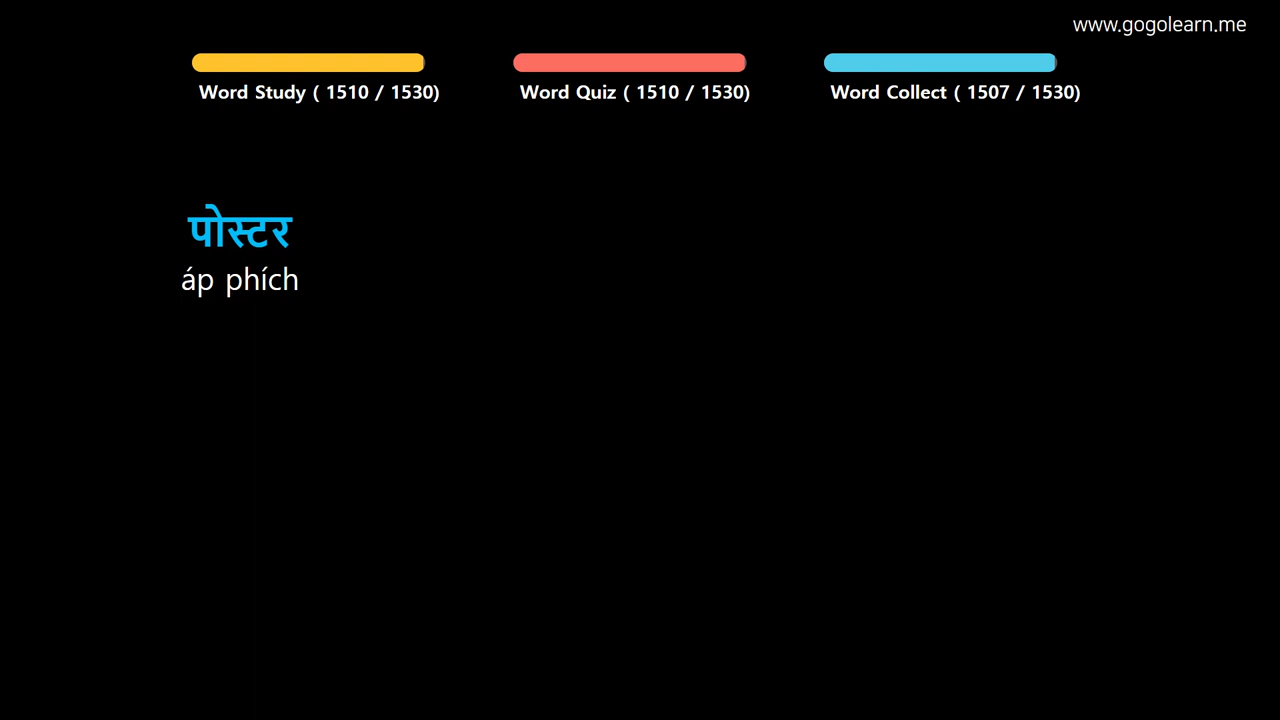 www.gogolearn.me
Word Study ( 1510 / 1530)
Word Quiz ( 1510 / 1530)
Word Collect ( 1507 / 1530)
पोस्टर
áp phích